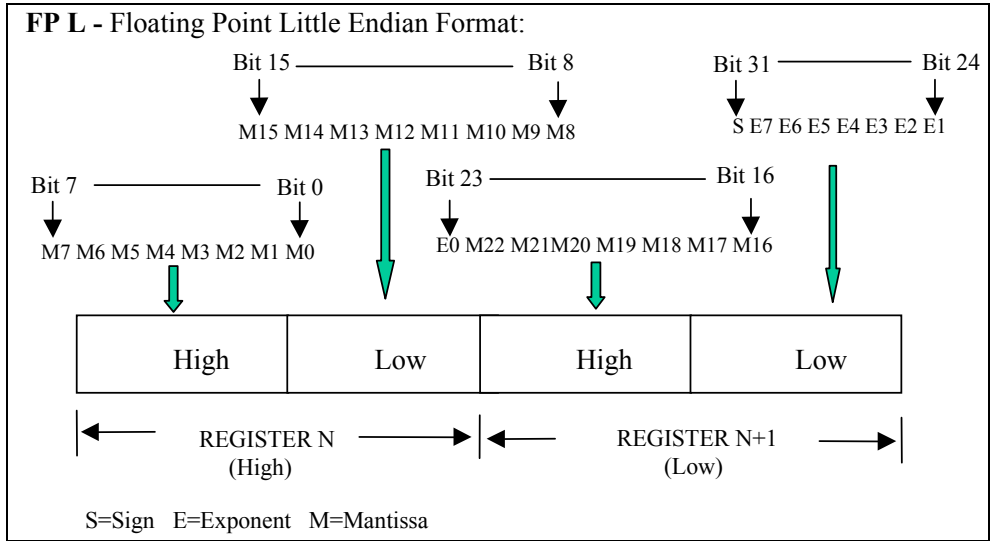 FP L - Floating Point Little Endian Format:
Bit 15 Bit 8
Bit 31 Bit 24
M15 M14 M13 M12 M11 M10 M9 M8
S E7 E6 E5 E4 E3 E2 E1
Bit 7 Bit 0
Bit 23 Bit 16
M7 M6 M5 M4 M3 M2 M1 M0
E0 M22 M21M20 M19 M18 M17 M16
High Low High Low
REGISTER N
(High)
REGISTER N+1
(Low)
S=Sign E=Exponent M=Mantissa